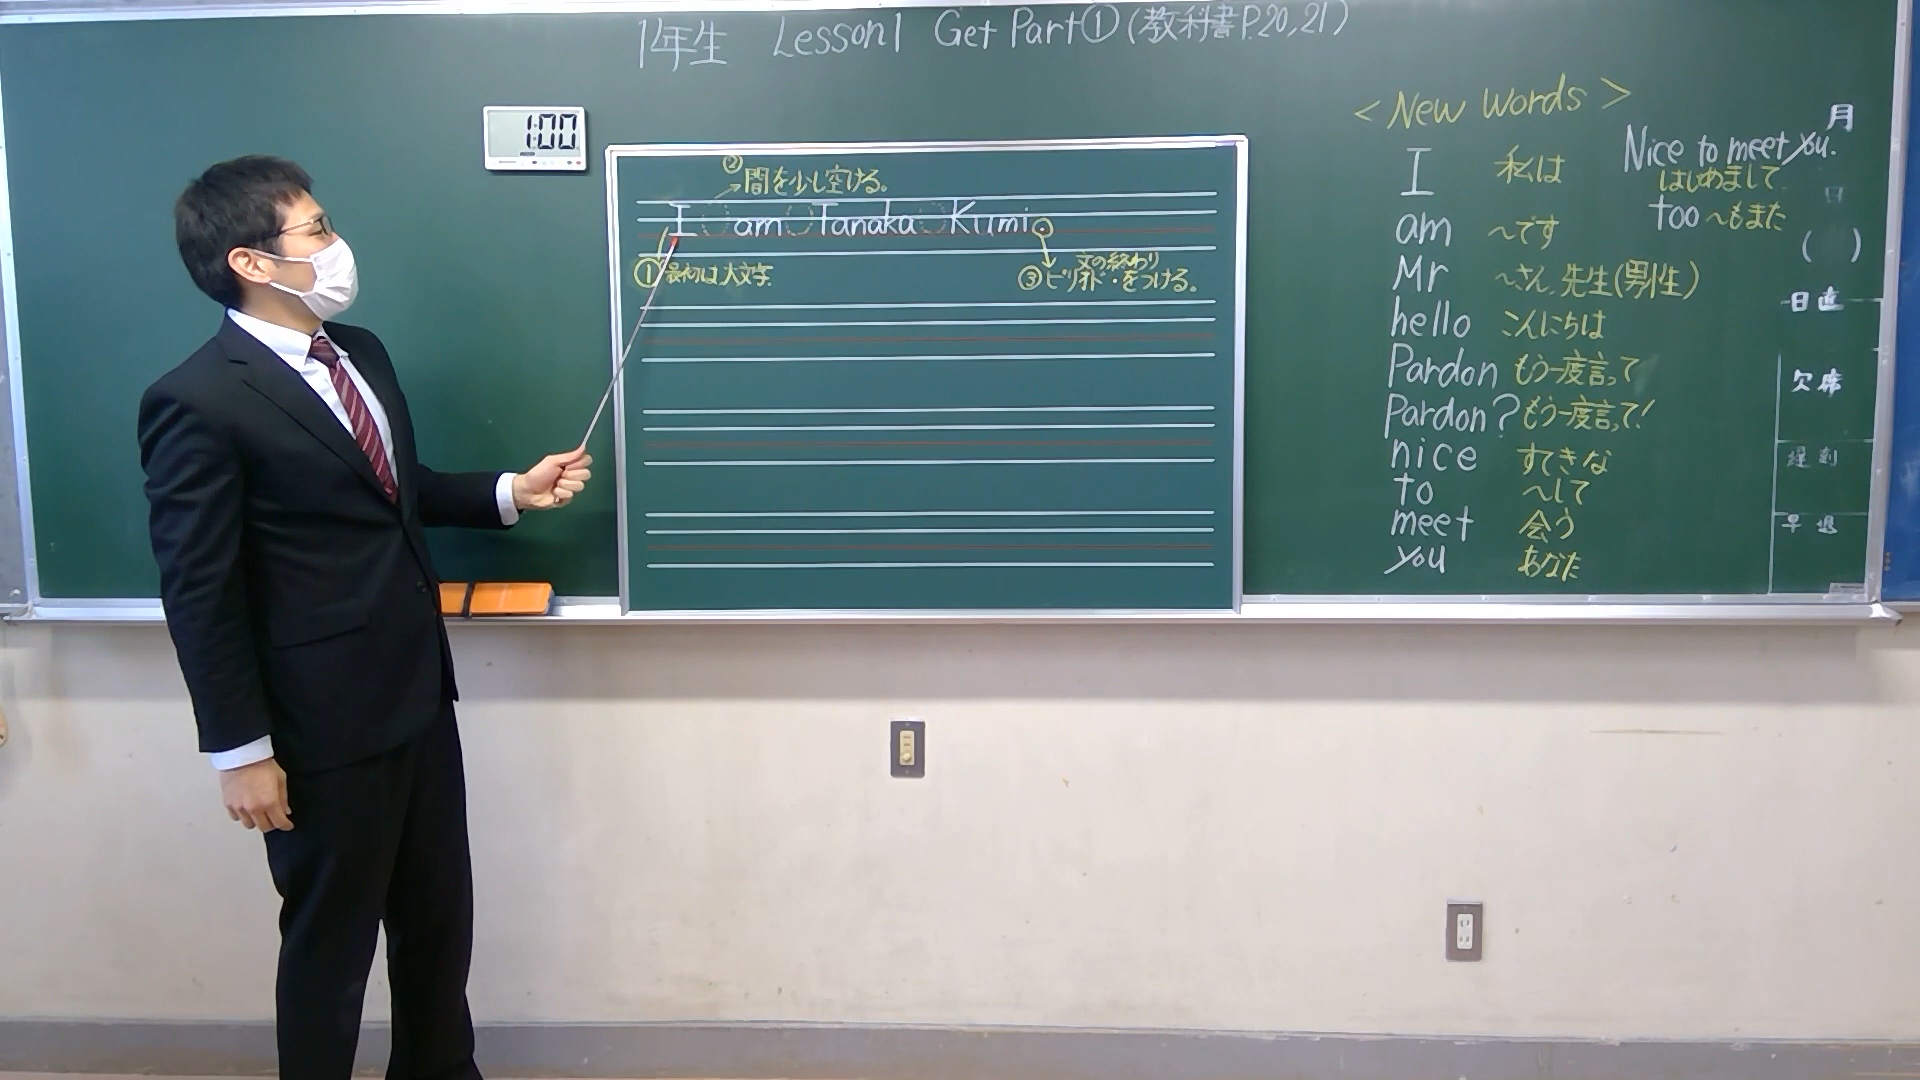 1年生 Lesson1 Get Part① (教科書P.20,21)
1:00
②
→間を少し空ける。
I am Tanaka Kumi.
①最初は大文字.
文の終わり
③ピリオド・をつける。
<New Words>
I 私は
am ~です
Mr ~さん,先生(男性)
hello こんにちは
Pardon もう一度言って
Pardon? もう一度言って!
nice すてきな
to ~して
meet 会う
you あなた
Nice to meet you.
はじめまして
too ~もまた
月
日
( )
日直
欠席
遅刻
早退